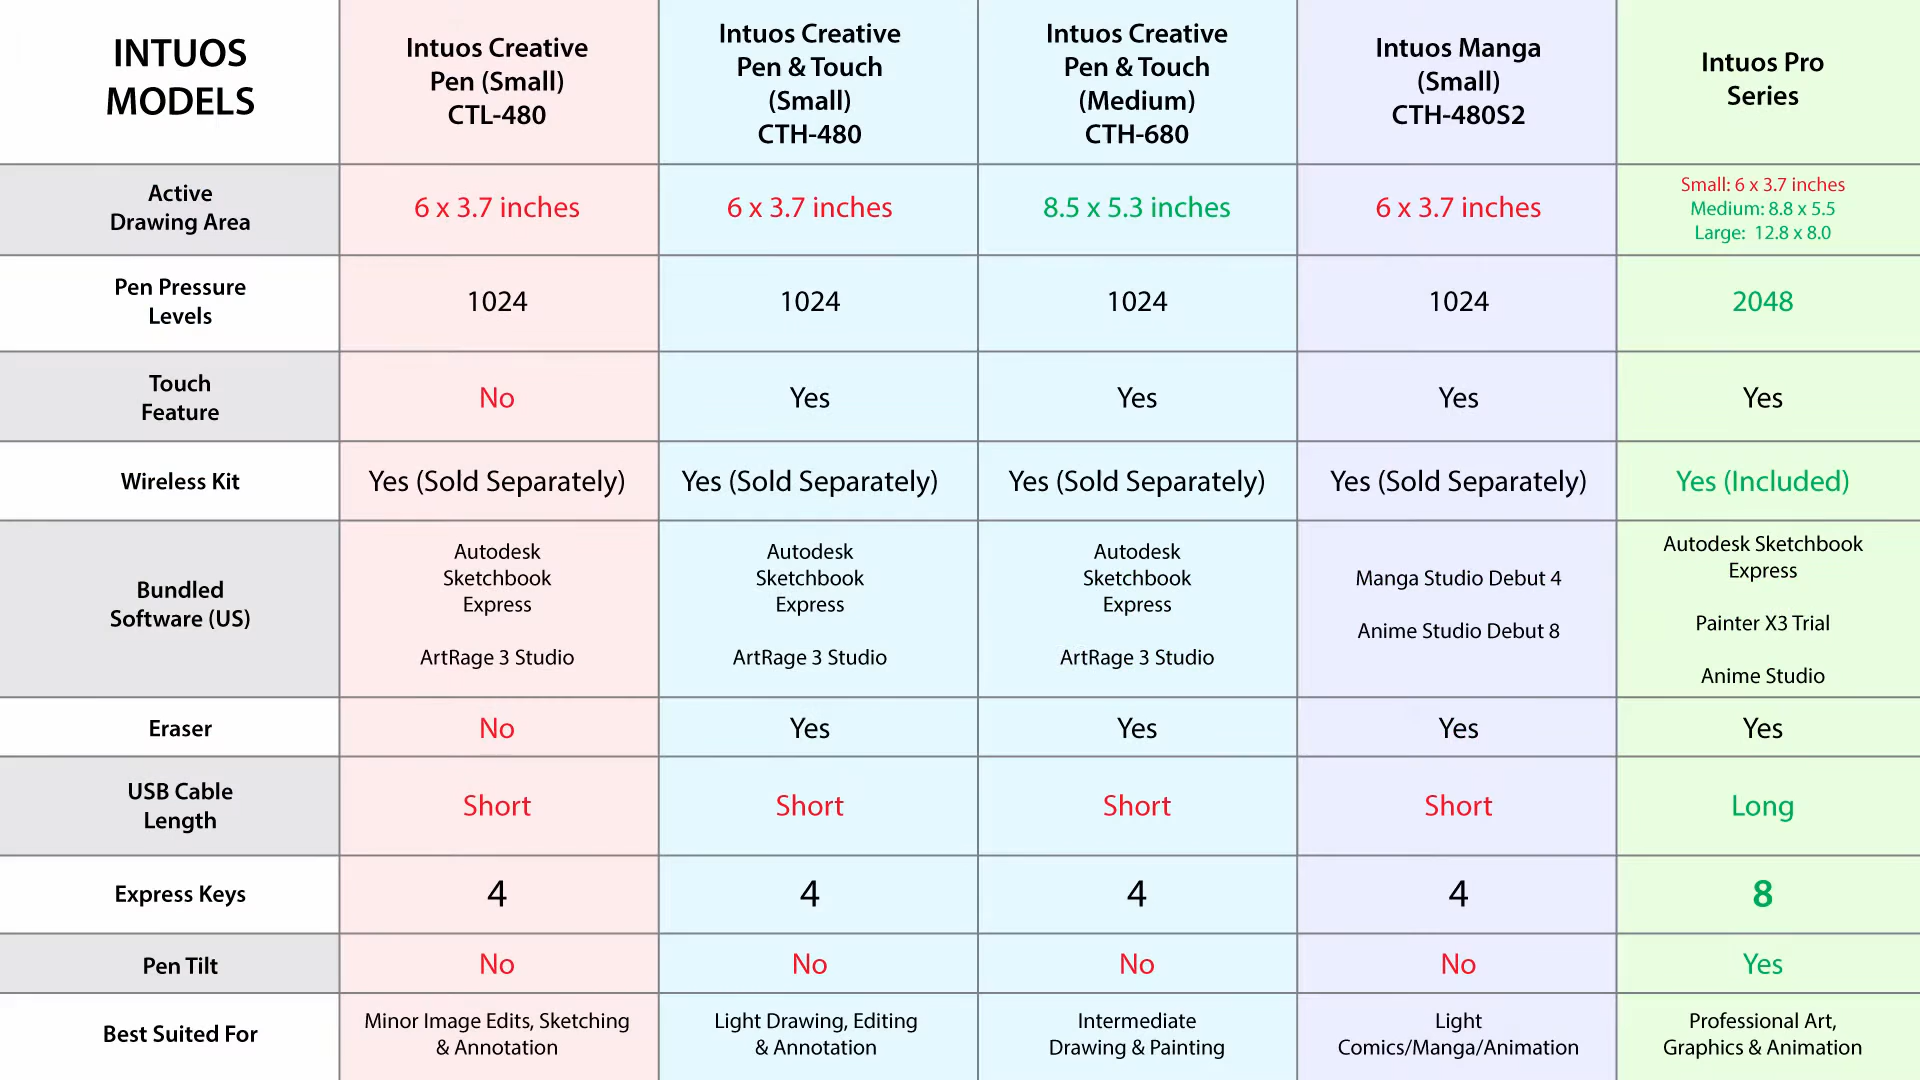 INTUOS
MODELS
Intuos Creative
Pen (Small)
CTL-480
Intuos Creative
Pen & Touch
(Small)
CTH-480
Intuos Creative
Pen & Touch
(Medium)
CTH-680
Intuos Manga
(Small)
CTH-480S2
Intuos Pro
Series
Active
Drawing Area
6 x 3.7 inches
6 x 3.7 inches
8.5 x 5.3 inches
6 x 3.7 inches
Small: 6 x 3.7 inches
Medium: 8.8 x 5.5
Large: 12.8 x 8.0
Pen Pressure
Levels
1024
1024
1024
1024
2048
Touch
Feature
No
Yes
Yes
Yes
Yes
Wireless Kit
Yes (Sold Separately)
Yes (Sold Separately)
Yes (Sold Separately)
Yes (Sold Separately)
Yes (Included)
Bundled
Software (US)
Autodesk
Sketchbook
Express
ArtRage 3 Studio
Autodesk
Sketchbook
Express
ArtRage 3 Studio
Autodesk
Sketchbook
Express
ArtRage 3 Studio
Manga Studio Debut 4
Anime Studio Debut 8
Autodesk Sketchbook
Express
Painter X3 Trial
Anime Studio
Eraser
No
Yes
Yes
Yes
Yes
USB Cable
Length
Short
Short
Short
Short
Long
Express Keys
4
4
4
4
8
Pen Tilt
No
No
No
No
Yes
Best Suited For
Minor Image Edits, Sketching
& Annotation
Light Drawing, Editing
& Annotation
Intermediate
Drawing & Painting
Light
Comics/Manga/Animation
Professional Art,
Graphics & Animation